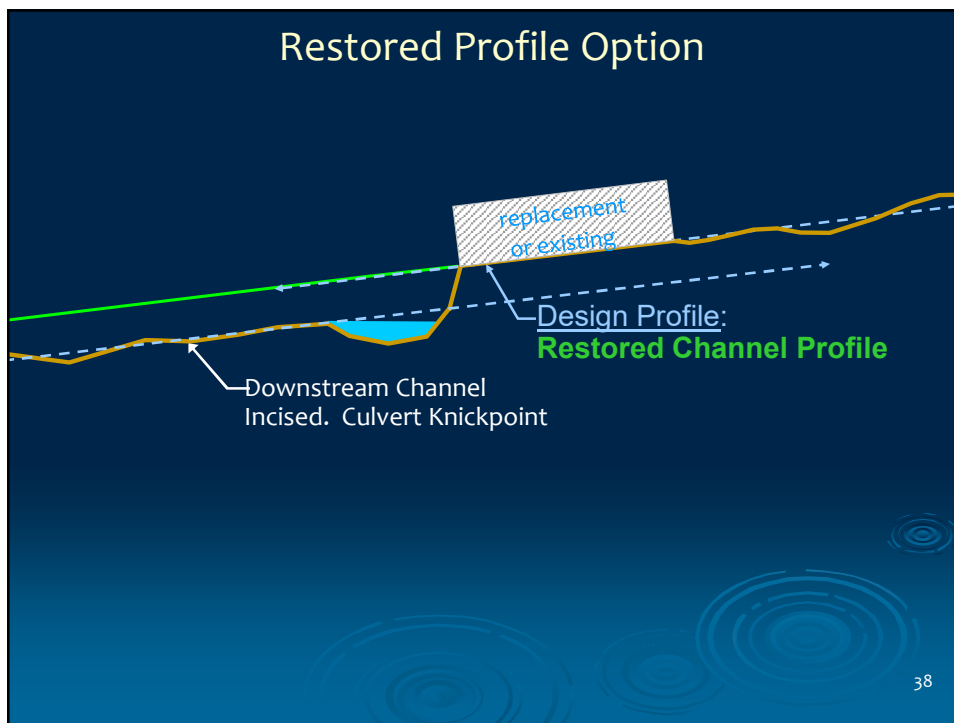 Restored Profile Option
replacement
or existing
Design Profile:
Restored Channel Profile
Downstream Channel
Incised. Culvert Knickpoint
38